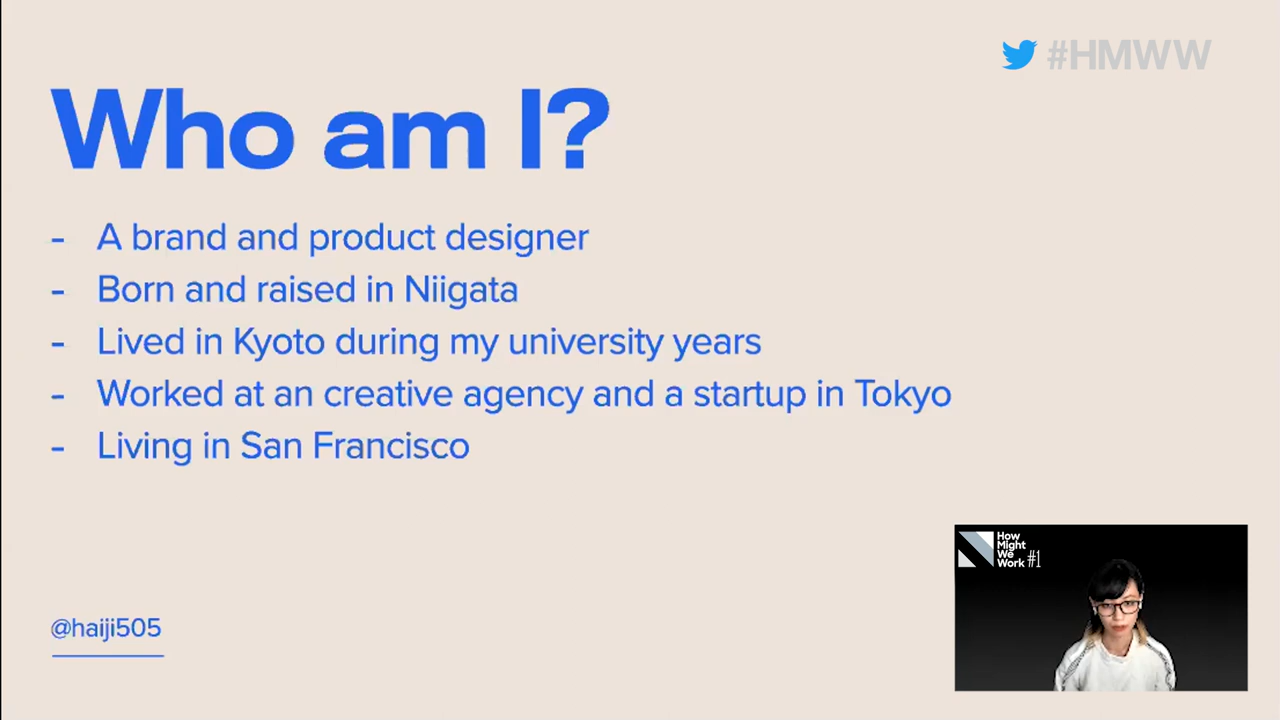 #HMWW
Who am I?
- A brand and product designer
- Born and raised in Niigata
- Lived in Kyoto during my university years
- Worked at an creative agency and a startup in Tokyo
- Living in San Francisco
@haiji505
How
Might
We
Work #1